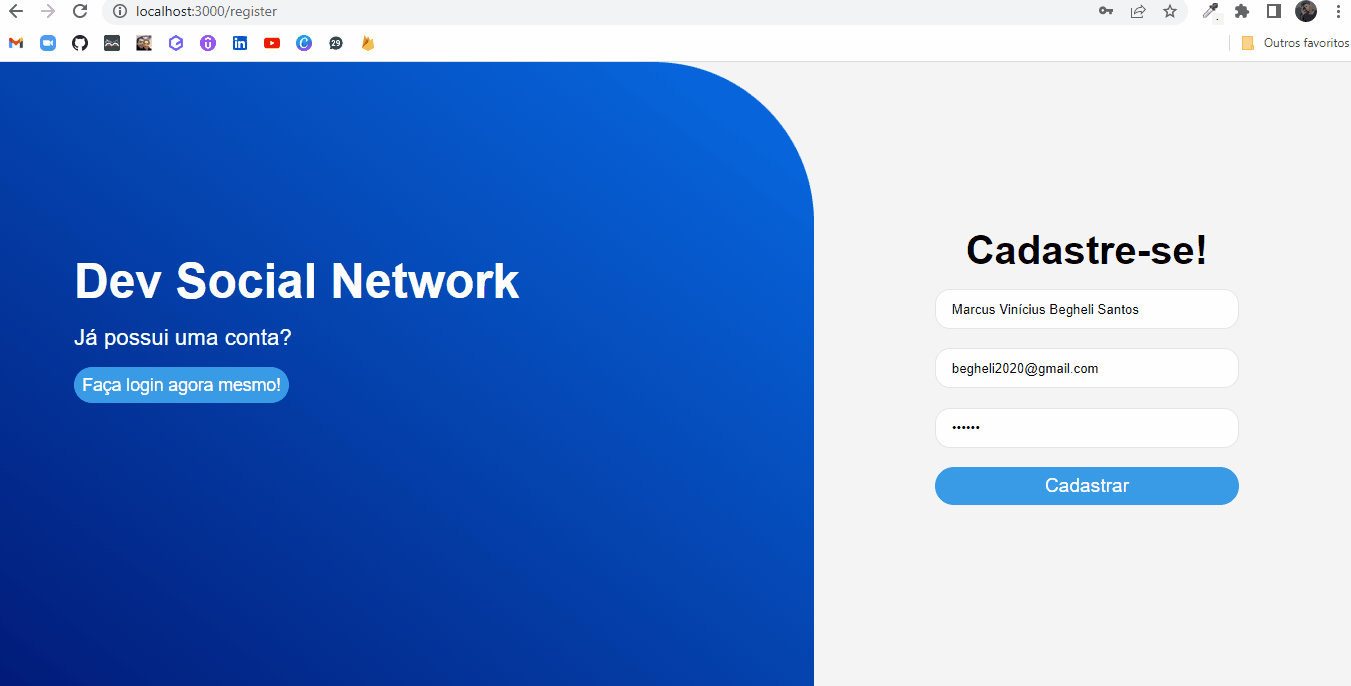 localhost:3000/register
29
Outros favoritos
Dev Social Network
Já possui uma conta?
Faça login agora mesmo!
Cadastre-se!
Marcus Vinícius Begheli Santos
begheli2020@gmail.com
••••••
Cadastrar